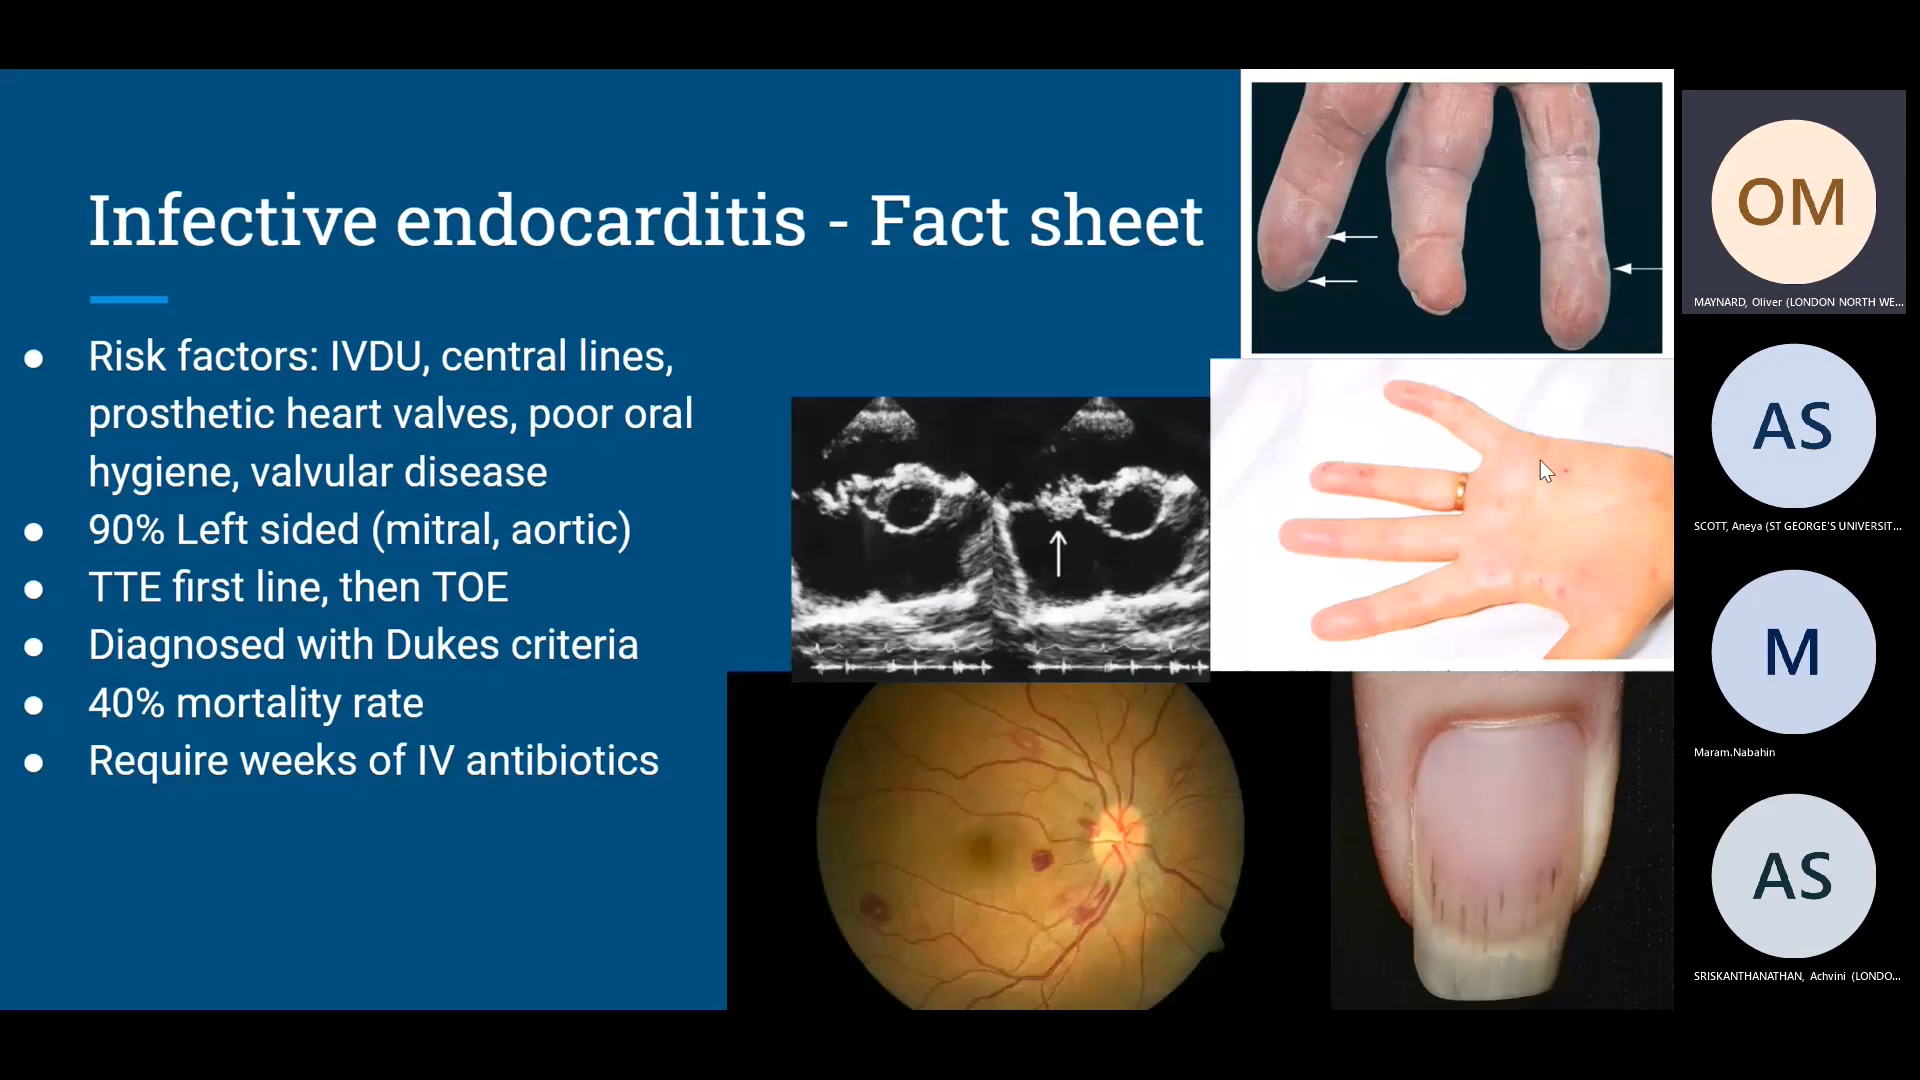 Infective endocarditis - Fact sheet
● Risk factors: IVDU, central lines,
prosthetic heart valves, poor oral
hygiene, valvular disease
● 90% Left sided (mitral, aortic)
● TTE first line, then TOE
● Diagnosed with Dukes criteria
● 40% mortality rate
● Require weeks of IV antibiotics
OM
MAYNARD, Oliver (LONDON NORTH WE...
AS
SCOTT, Aneya (ST GEORGE'S UNIVERSIT...
M
Maram.Nabahin
AS
SRISKANTHANATHAN, Achvini (LONDO...